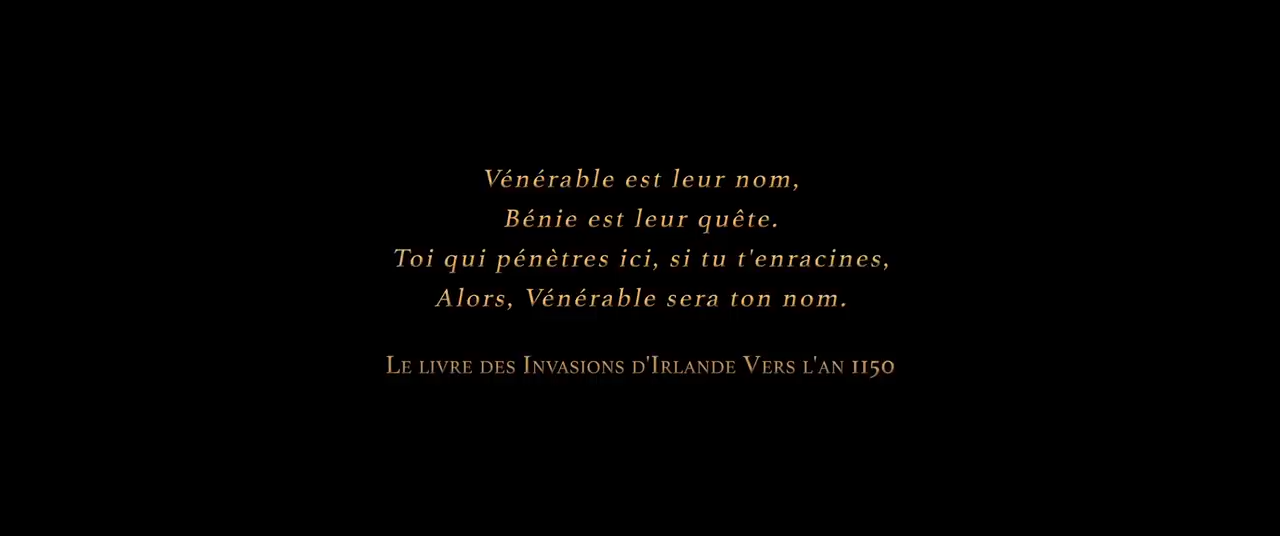 Vénérable est leur nom,
Bénie est leur quête.
Toi qui pénètres ici, si tu t'enracines,
Alors, Vénérable sera ton nom.
Le livre des Invasions d'Irlande Vers l'an 1150